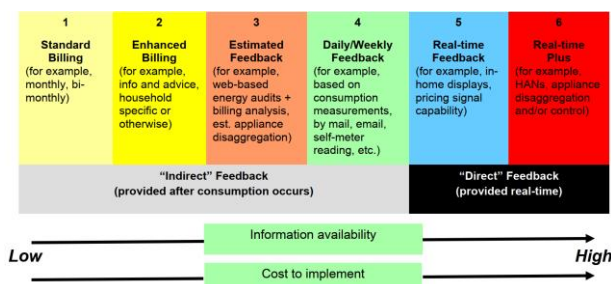 1
Standard
Billing
(for example,
monthly, bi-
monthly)
2
Enhanced
Billing
(for example,
info and advice,
household
specific or
otherwise)
3
Estimated
Feedback
(for example,
web-based
energy audits +
billing analysis,
est. appliance
disaggregation)
4
Daily/Weekly
Feedback
(for example,
based on
consumption
measurements,
by mail, email,
self-meter
reading, etc.)
5
Real-time
Feedback
(for example, in-
home displays,
pricing signal
capability)
6
Real-time
Plus
(for example,
HANs, appliance
disaggregation
and/or control)
“Indirect” Feedback
(provided after consumption occurs)
“Direct” Feedback
(provided real-time)
Information availability
Low
High
Cost to implement